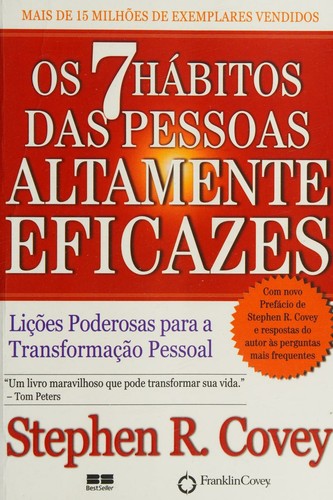 MAIS DE 15 MILHÕES DE EXEMPLARES VENDIDOS
OS 7 HÁBITOS
DAS PESSOAS
ALTAMENTE
EFICAZES
Com novo
Prefácio de
Stephen R. Covey
e respostas do
autor às perguntas
mais frequentes
Lições Poderosas para a
Transformação Pessoal
"Um livro maravilhoso que pode transformar sua vida."
– Tom Peters
Stephen R. Covey
BestSeller
FranklinCovey